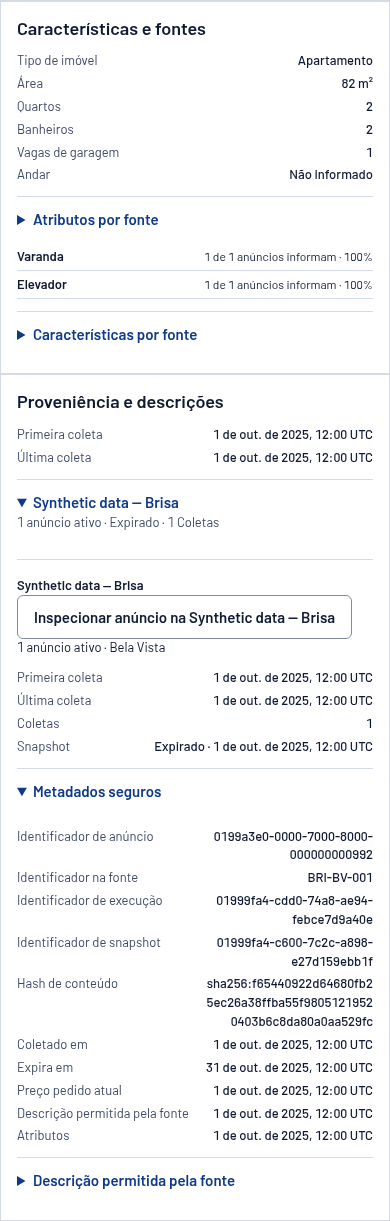 Características e fontes
Tipo de imóvel Apartamento
Área 82 m²
Quartos 2
Banheiros 2
Vagas de garagem 1
Andar Não informado
Atributos por fonte
Varanda 1 de 1 anúncios informam · 100%
Elevador 1 de 1 anúncios informam · 100%
Características por fonte
Proveniência e descrições
Primeira coleta 1 de out. de 2025, 12:00 UTC
Última coleta 1 de out. de 2025, 12:00 UTC
Synthetic data — Brisa
1 anúncio ativo · Expirado · 1 Coletas
Synthetic data — Brisa
Inspecionar anúncio na Synthetic data — Brisa
1 anúncio ativo · Bela Vista
Primeira coleta 1 de out. de 2025, 12:00 UTC
Última coleta 1 de out. de 2025, 12:00 UTC
Coletas 1
Snapshot Expirado · 1 de out. de 2025, 12:00 UTC
Metadados seguros
Identificador de anúncio 0199a3e0-0000-7000-8000-
000000000992
Identificador na fonte BRI-BV-001
Identificador de execução 01999fa4-cdd0-74a8-ae94-
febce7d9a40e
Identificador de snapshot 01999fa4-c600-7c2c-a898-
e27d159ebb1f
Hash de conteúdo sha256:f65440922d64680fb2
5ec26a38ffba55f9805121952
0403b6c8da80a0aa529fc
Coletado em 1 de out. de 2025, 12:00 UTC
Expira em 31 de out. de 2025, 12:00 UTC
Preço pedido atual 1 de out. de 2025, 12:00 UTC
Descrição permitida pela fonte 1 de out. de 2025, 12:00 UTC
Atributos 1 de out. de 2025, 12:00 UTC
Descrição permitida pela fonte